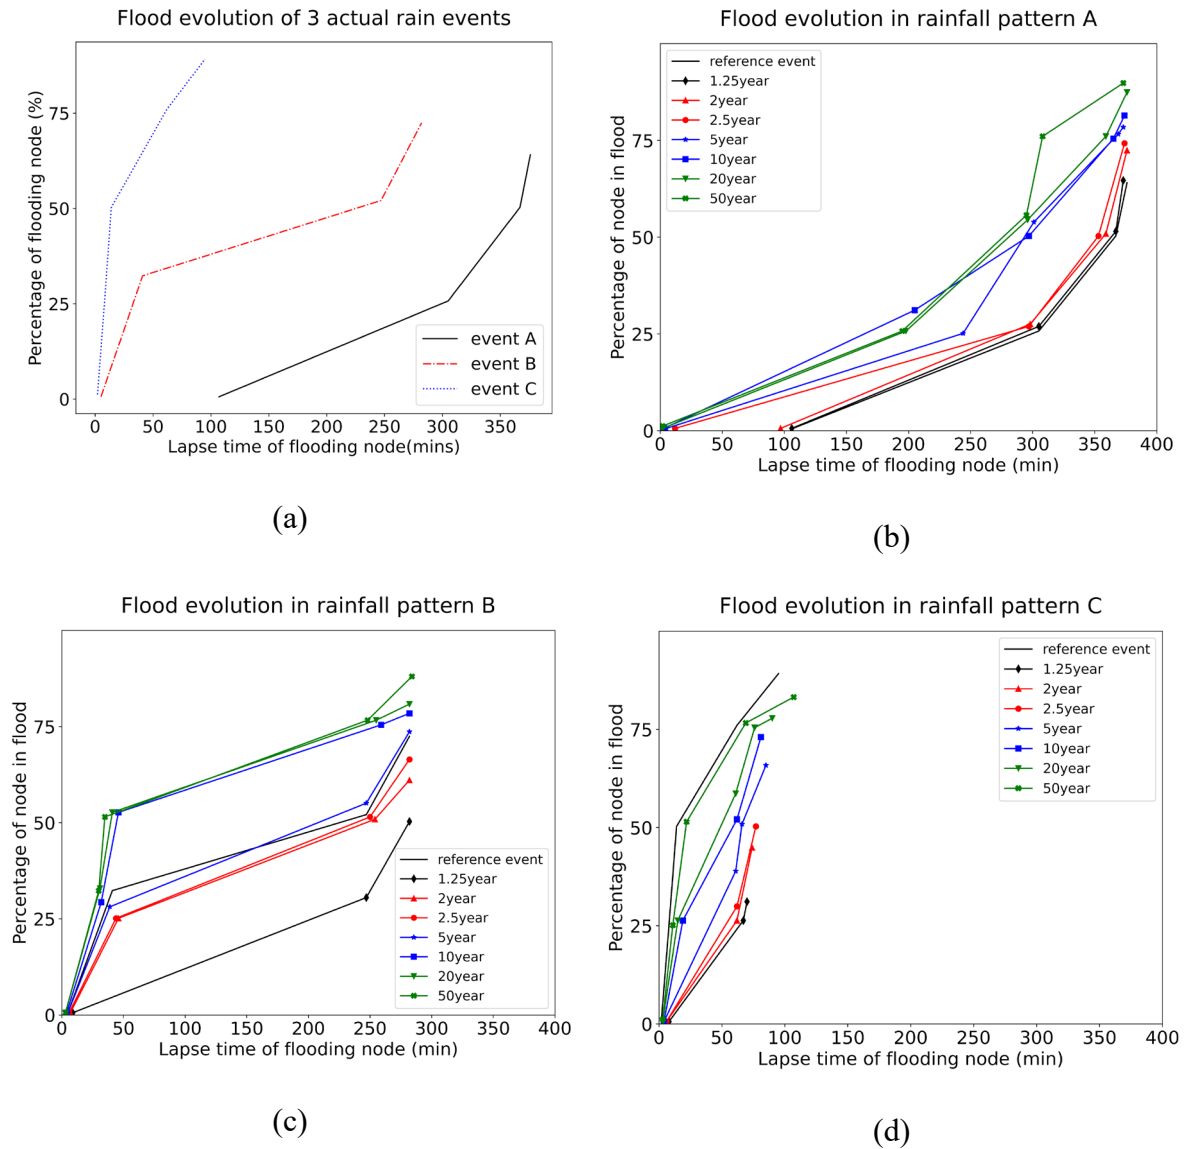 Flood evolution of 3 actual rain events
Percentage of flooding node (%)
75
50
25
0
event A
event B
event C
0 50 100 150 200 250 300 350
Lapse time of flooding node(mins)
(a)
Flood evolution in rainfall pattern A
Percentage of node in flood
75
50
25
0
reference event
1.25year
2year
2.5year
5year
10year
20year
50year
0 50 100 150 200 250 300 350 400
Lapse time of flooding node (min)
(b)
Flood evolution in rainfall pattern B
Percentage of node in flood
75
50
25
0
reference event
1.25year
2year
2.5year
5year
10year
20year
50year
0 50 100 150 200 250 300 350 400
Lapse time of flooding node (min)
(c)
Flood evolution in rainfall pattern C
Percentage of node in flood
75
50
25
0
reference event
1.25year
2year
2.5year
5year
10year
20year
50year
0 50 100 150 200 250 300 350 400
Lapse time of flooding node (min)
(d)